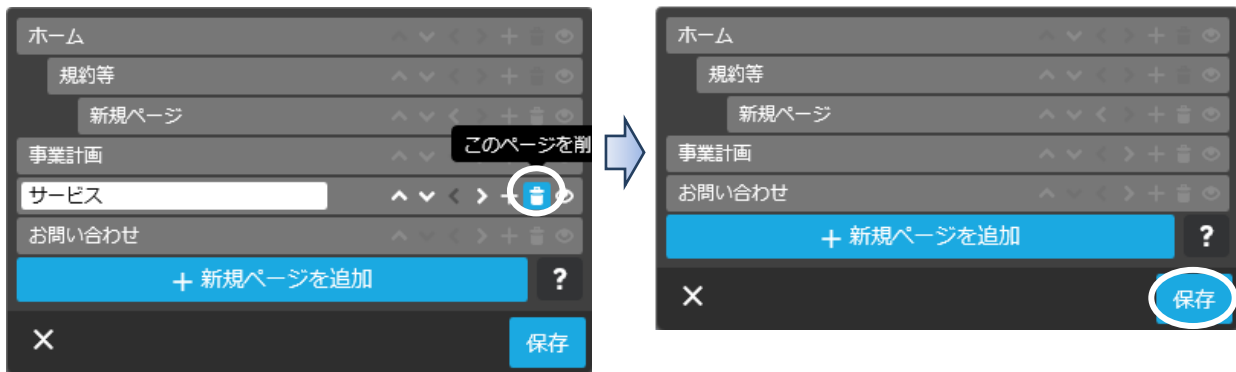 ホーム
規約等
新規ページ
事業計画
このページを削
サービス
お問い合わせ
+ 新規ページを追加 ?
× 保存
ホーム
規約等
新規ページ
事業計画
お問い合わせ
+ 新規ページを追加 ?
× 保存